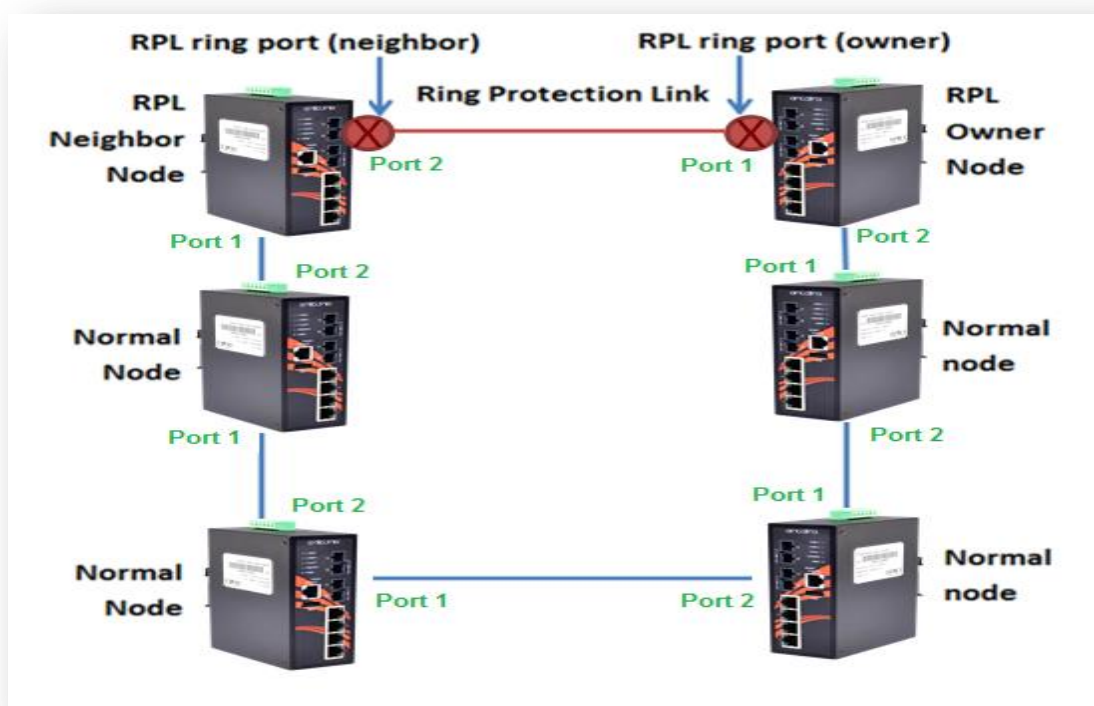 RPL ring port (neighbor)
RPL ring port (owner)
Ring Protection Link
RPL
Neighbor
Node
RPL
Owner
Node
Port 2
Port 1
Port 1
Port 2
Port 2
Port 1
Normal
Node
Normal
node
Port 1
Port 2
Port 2
Port 1
Normal
Node
Normal
node
Port 1
Port 2